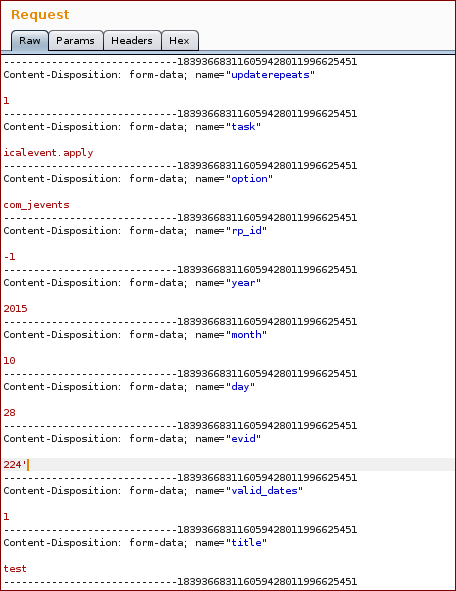 Request
Raw Params Headers Hex
-----------------------------183936683116059428011996625451
Content-Disposition: form-data; name="updaterepeats"
1
-----------------------------183936683116059428011996625451
Content-Disposition: form-data; name="task"
icalevent.apply
-----------------------------183936683116059428011996625451
Content-Disposition: form-data; name="option"
com_jevents
-----------------------------183936683116059428011996625451
Content-Disposition: form-data; name="rp_id"
-1
-----------------------------183936683116059428011996625451
Content-Disposition: form-data; name="year"
2015
-----------------------------183936683116059428011996625451
Content-Disposition: form-data; name="month"
10
-----------------------------183936683116059428011996625451
Content-Disposition: form-data; name="day"
28
-----------------------------183936683116059428011996625451
Content-Disposition: form-data; name="evid"
224'
-----------------------------183936683116059428011996625451
Content-Disposition: form-data; name="valid_dates"
1
-----------------------------183936683116059428011996625451
Content-Disposition: form-data; name="title"
test
-----------------------------183936683116059428011996625451